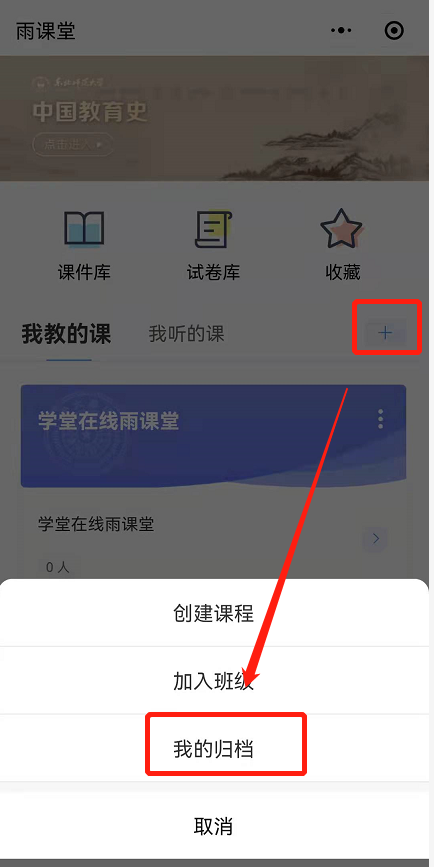 雨课堂
中国教育史
课件库
试卷库
收藏
我教的课
我听的课
学堂在线雨课堂
学堂在线雨课堂
0 人
创建课程
加入班级
我的归档
取消